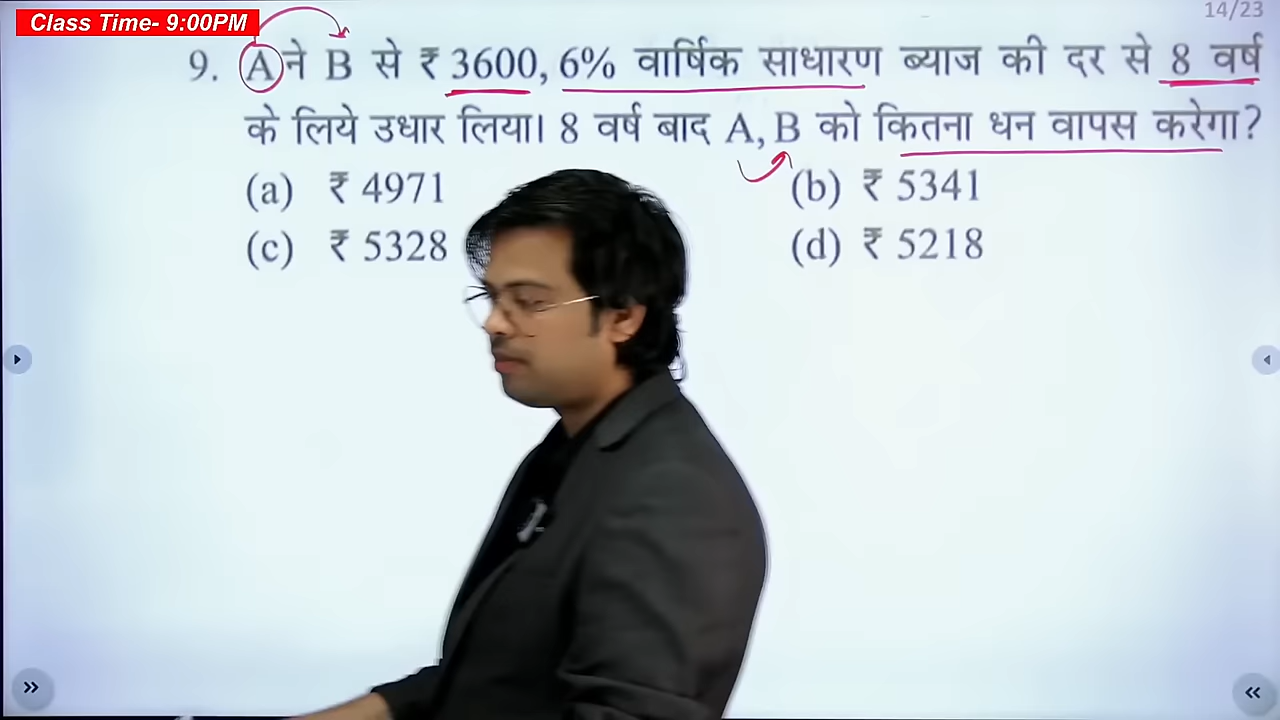 Class Time- 9:00PM
14/23
9. A ने B से ₹ 3600, 6% वार्षिक साधारण ब्याज की दर से 8 वर्ष
के लिये उधार लिया। 8 वर्ष बाद A, B को कितना धन वापस करेगा?
(a) ₹ 4971 (b) ₹ 5341
(c) ₹ 5328 (d) ₹ 5218